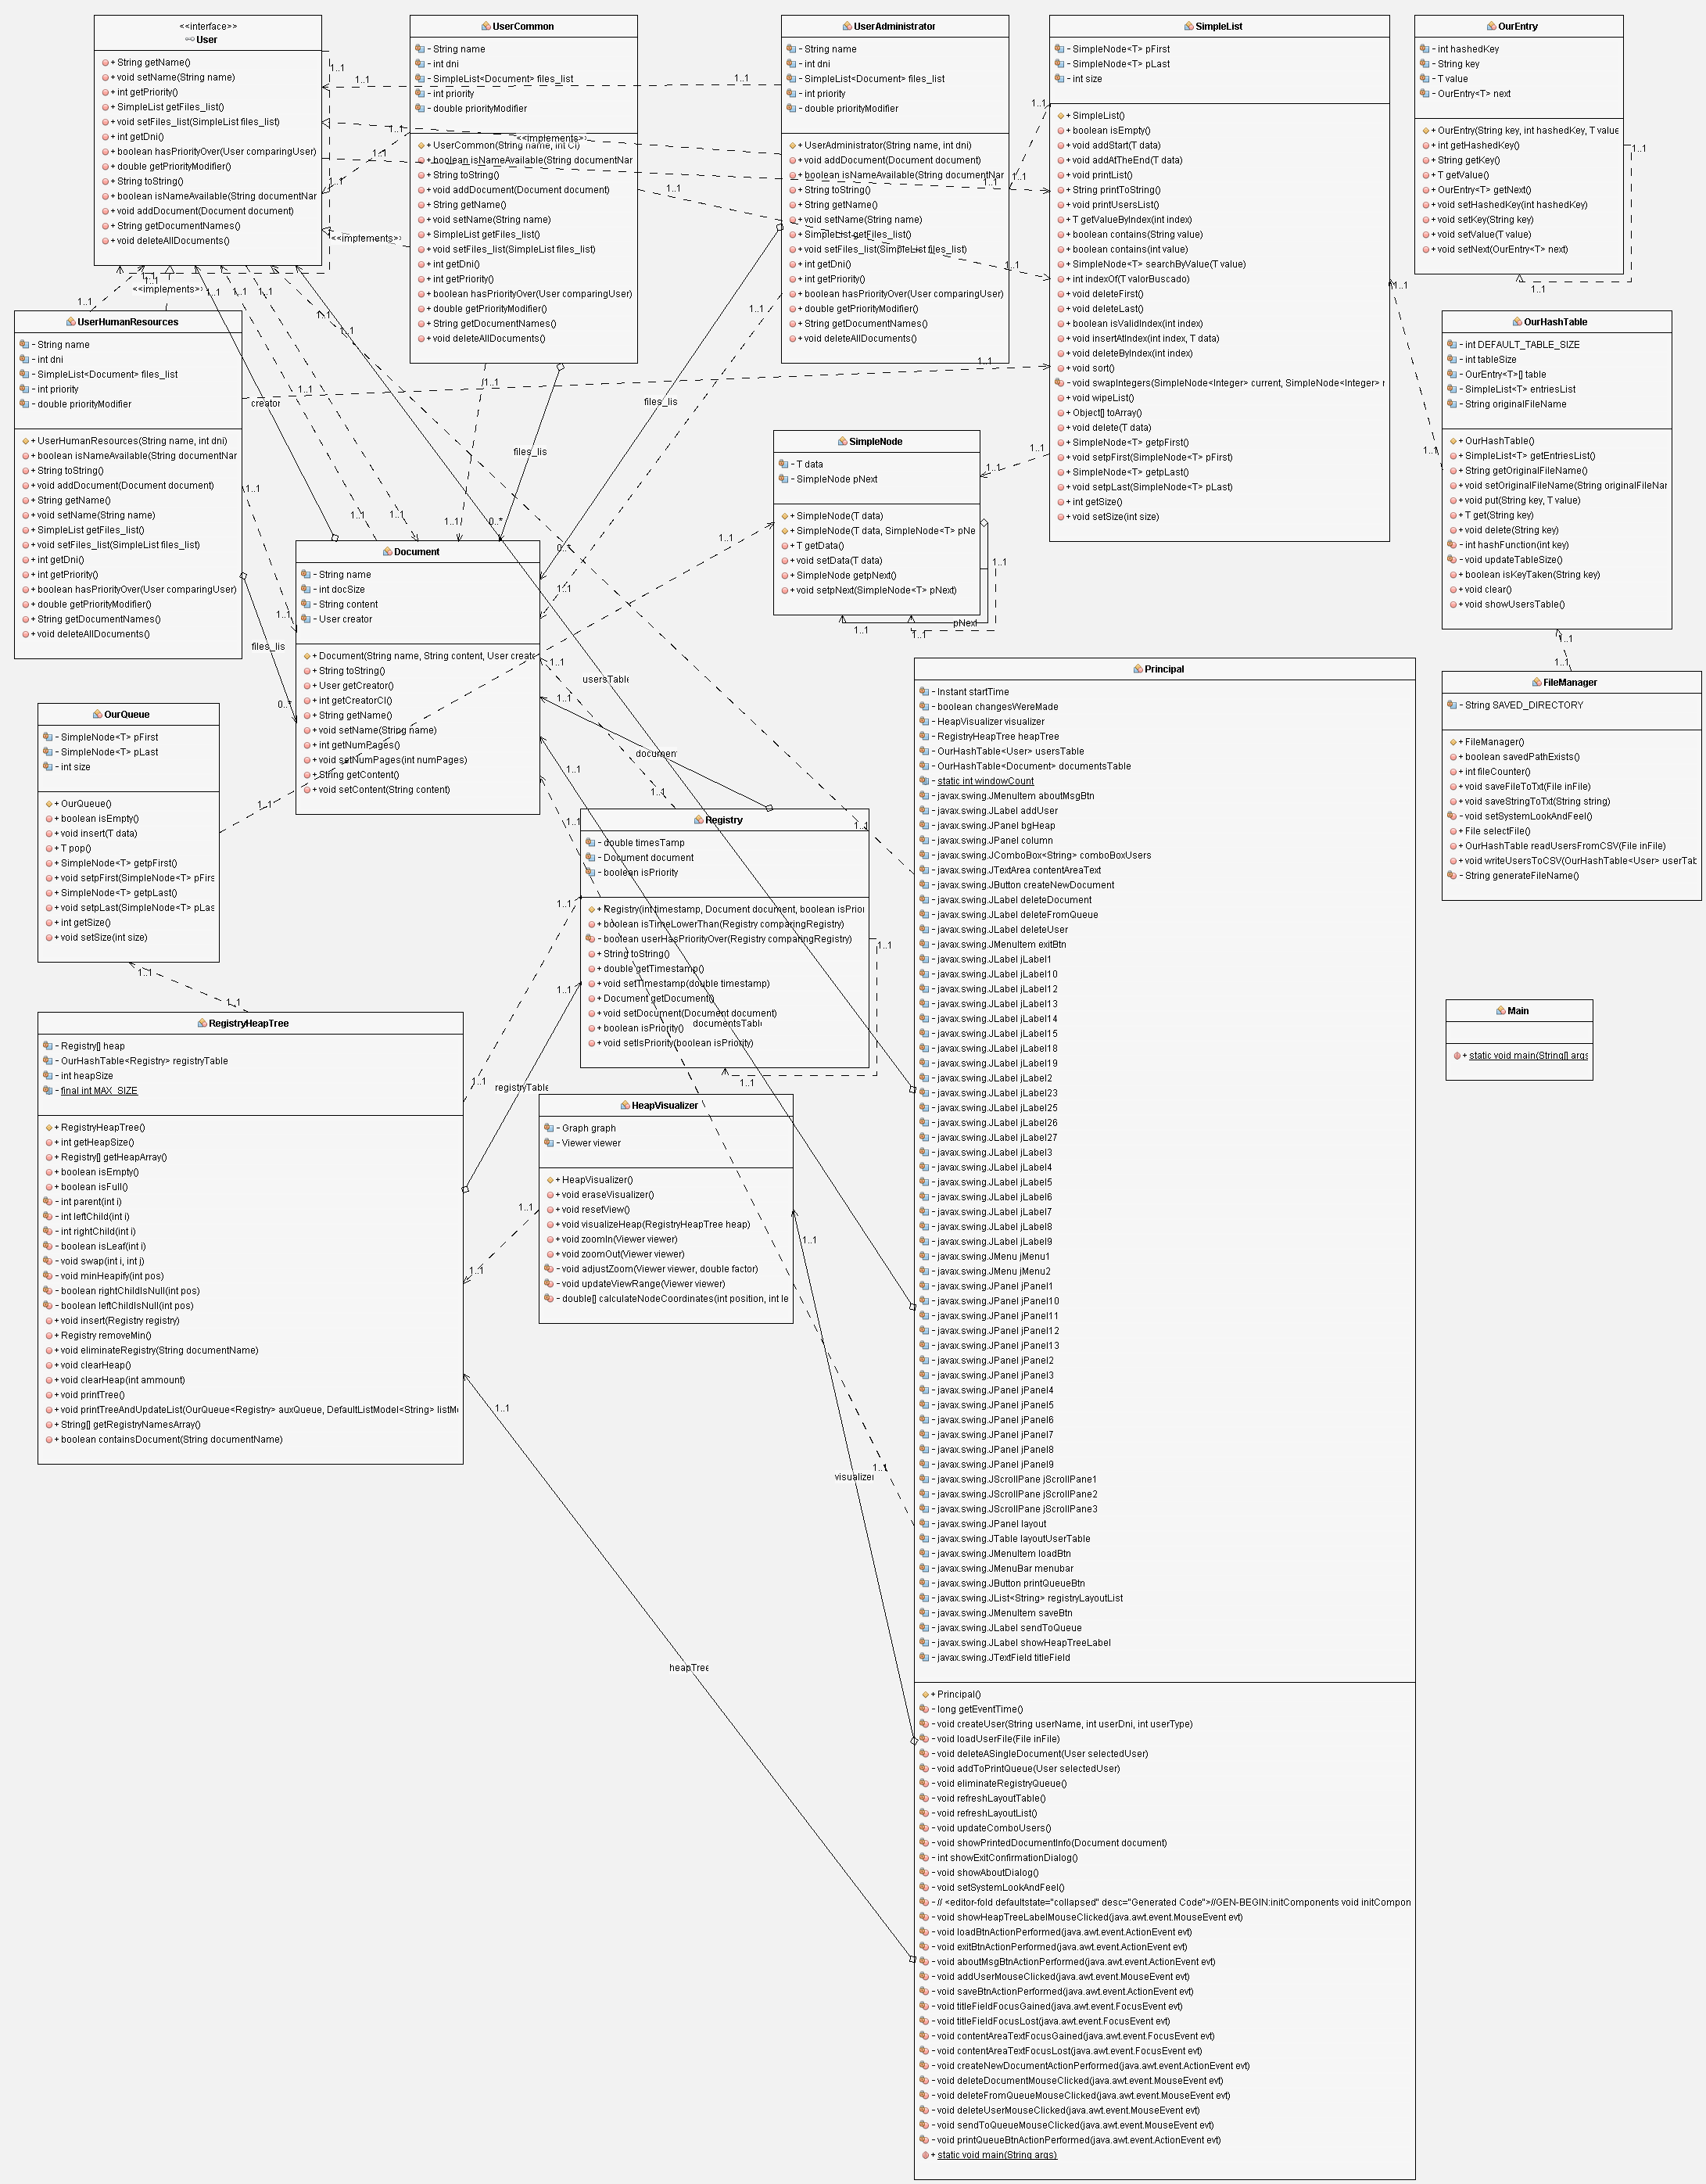 <<interface>>
User
+ String getName()
+ void setName(String name)
+ int getPriority()
+ SimpleList getFiles_list()
+ void setFiles_list(SimpleList files_list)
+ int getDni()
+ boolean hasPriorityOver(User comparingUser)
+ double getPriorityModifier()
+ String toString()
+ boolean isNameAvailable(String documentNar
+ void addDocument(Document document)
+ String getDocumentNames()
+ void deleteAllDocuments()
UserCommon
- String name
- int dni
- SimpleList<Document> files_list
- int priority
- double priorityModifier
+ UserCommon(String name, int CI)
+ boolean isNameAvailable(String documentNar
+ String toString()
+ void addDocument(Document document)
+ String getName()
+ void setName(String name)
+ SimpleList getFiles_list()
+ void setFiles_list(SimpleList files_list)
+ int getDni()
+ int getPriority()
+ boolean hasPriorityOver(User comparingUser)
+ double getPriorityModifier()
+ String getDocumentNames()
+ void deleteAllDocuments()
UserAdministrator
- String name
- int dni
- SimpleList<Document> files_list
- int priority
- double priorityModifier
+ UserAdministrator(String name, int dni)
+ void addDocument(Document document)
+ boolean isNameAvailable(String documentNar
+ String toString()
+ String getName()
+ void setName(String name)
+ SimpleList getFiles_list()
+ void setFiles_list(SimpleList files_list)
+ int getDni()
+ int getPriority()
+ boolean hasPriorityOver(User comparingUser)
+ double getPriorityModifier()
+ String getDocumentNames()
+ void deleteAllDocuments()
SimpleList
- SimpleNode<T> pFirst
- SimpleNode<T> pLast
- int size
+ SimpleList()
+ boolean isEmpty()
+ void addStart(T data)
+ void addAtTheEnd(T data)
+ void printList()
+ String printToString()
+ void printUsersList()
+ T getValueByIndex(int index)
+ boolean contains(String value)
+ boolean contains(int value)
+ SimpleNode<T> searchByValue(T value)
+ int indexOf(T valorBuscado)
+ void deleteFirst()
+ void deleteLast()
+ boolean isValidIndex(int index)
+ void insertAtIndex(int index, T data)
+ void deleteByIndex(int index)
+ void sort()
- void swapIntegers(SimpleNode<Integer> current, SimpleNode<Integer> r
+ void wipeList()
+ Object[] toArray()
+ void delete(T data)
+ SimpleNode<T> getpFirst()
+ void setpFirst(SimpleNode<T> pFirst)
+ SimpleNode<T> getpLast()
+ void setpLast(SimpleNode<T> pLast)
+ int getSize()
+ void setSize(int size)
OurEntry
- int hashedKey
- String key
- T value
- OurEntry<T> next
+ OurEntry(String key, int hashedKey, T value
+ int getHashedKey()
+ String getKey()
+ T getValue()
+ OurEntry<T> getNext()
+ void setHashedKey(int hashedKey)
+ void setKey(String key)
+ void setValue(T value)
+ void setNext(OurEntry<T> next)
<<implements>
<<implements>
<<implements>
UserHumanResources
- String name
- int dni
- SimpleList<Document> files_list
- int priority
- double priorityModifier
+ UserHumanResources(String name, int dni)
+ boolean isNameAvailable(String documentNar
+ String toString()
+ void addDocument(Document document)
+ String getName()
+ void setName(String name)
+ SimpleList getFiles_list()
+ void setFiles_list(SimpleList files_list)
+ int getDni()
+ int getPriority()
+ boolean hasPriorityOver(User comparingUser)
+ double getPriorityModifier()
+ String getDocumentNames()
+ void deleteAllDocuments()
OurHashTable
- int DEFAULT_TABLE_SIZE
- int tableSize
- OurEntry<T>[] table
- SimpleList<T> entriesList
- String originalFileName
+ OurHashTable()
+ SimpleList<T> getEntriesList()
+ String getOriginalFileName()
+ void setOriginalFileName(String originalFileNar
+ void put(String key, T value)
+ T get(String key)
+ void delete(String key)
- int hashFunction(int key)
- void updateTableSize()
+ boolean isKeyTaken(String key)
+ void clear()
+ void showUsersTable()
SimpleNode
- T data
- SimpleNode pNext
+ SimpleNode(T data)
+ SimpleNode(T data, SimpleNode<T> pNe
+ T getData()
+ void setData(T data)
+ SimpleNode getpNext()
+ void setpNext(SimpleNode<T> pNext)
creator
files_lis
files_lis
files_lis
0..*
0..*
0..*
pNext
usersTable
Document
- String name
- int docSize
- String content
- User creator
+ Document(String name, String content, User creato
+ String toString()
+ User getCreator()
+ int getCreatorCI()
+ String getName()
+ void setName(String name)
+ int getNumPages()
+ void setNumPages(int numPages)
+ String getContent()
+ void setContent(String content)
OurQueue
- SimpleNode<T> pFirst
- SimpleNode<T> pLast
- int size
+ OurQueue()
+ boolean isEmpty()
+ void insert(T data)
+ T pop()
+ SimpleNode<T> getpFirst()
+ void setpFirst(SimpleNode<T> pFirs
+ SimpleNode<T> getpLast()
+ void setpLast(SimpleNode<T> pLas
+ int getSize()
+ void setSize(int size)
FileManager
- String SAVED_DIRECTORY
+ FileManager()
+ boolean savedPathExists()
+ int fileCounter()
+ void saveFileToTxt(File inFile)
+ void saveStringToTxt(String string)
- void setSystemLookAndFeel()
+ File selectFile()
+ OurHashTable readUsersFromCSV(File inFile)
+ void writeUsersToCSV(OurHashTable<User> userTab
- String generateFileName()
document
Registry
- double timesTamp
- Document document
- boolean isPriority
+ Registry(int timestamp, Document document, boolean isPrior
+ boolean isTimeLowerThan(Registry comparingRegistry)
- boolean userHasPriorityOver(Registry comparingRegistry)
+ String toString()
+ double getTimestamp()
+ void setTimestamp(double timestamp)
+ Document getDocument()
+ void setDocument(Document document)
+ boolean isPriority()
+ void setIsPriority(boolean isPriority)
documentsTabl
registryTable
RegistryHeapTree
- Registry[] heap
- OurHashTable<Registry> registryTable
- int heapSize
- final int MAX_SIZE
+ RegistryHeapTree()
+ int getHeapSize()
+ Registry[] getHeapArray()
+ boolean isEmpty()
+ boolean isFull()
- int parent(int i)
- int leftChild(int i)
- int rightChild(int i)
- boolean isLeaf(int i)
- void swap(int i, int j)
- void minHeapify(int pos)
- boolean rightChildIsNull(int pos)
- boolean leftChildIsNull(int pos)
+ void insert(Registry registry)
+ Registry removeMin()
+ void eliminateRegistry(String documentName)
+ void clearHeap()
+ void clearHeap(int ammount)
+ void printTree()
+ void printTreeAndUpdateList(OurQueue<Registry> auxQueue, DefaultListModel<String> listM
+ String[] getRegistryNamesArray()
+ boolean containsDocument(String documentName)
HeapVisualizer
- Graph graph
- Viewer viewer
+ HeapVisualizer()
+ void eraseVisualizer()
+ void resetView()
+ void visualizeHeap(RegistryHeapTree heap)
+ void zoomIn(Viewer viewer)
+ void zoomOut(Viewer viewer)
- void adjustZoom(Viewer viewer, double factor)
- void updateViewRange(Viewer viewer)
- double[] calculateNodeCoordinates(int position, int le
Main
+ static void main(String[] args
visualizer
heapTree
Principal
- Instant startTime
- boolean changesWereMade
- HeapVisualizer visualizer
- RegistryHeapTree heapTree
- OurHashTable<User> usersTable
- OurHashTable<Document> documentsTable
- static int windowCount
- javax.swing.JMenuItem aboutMsgBtn
- javax.swing.JLabel addUser
- javax.swing.JPanel bgHeap
- javax.swing.JPanel column
- javax.swing.JComboBox<String> comboBoxUsers
- javax.swing.JTextArea contentAreaText
- javax.swing.JButton createNewDocument
- javax.swing.JLabel deleteDocument
- javax.swing.JLabel deleteFromQueue
- javax.swing.JLabel deleteUser
- javax.swing.JMenuItem exitBtn
- javax.swing.JLabel jLabel1
- javax.swing.JLabel jLabel10
- javax.swing.JLabel jLabel12
- javax.swing.JLabel jLabel13
- javax.swing.JLabel jLabel14
- javax.swing.JLabel jLabel15
- javax.swing.JLabel jLabel18
- javax.swing.JLabel jLabel19
- javax.swing.JLabel jLabel2
- javax.swing.JLabel jLabel23
- javax.swing.JLabel jLabel25
- javax.swing.JLabel jLabel26
- javax.swing.JLabel jLabel27
- javax.swing.JLabel jLabel3
- javax.swing.JLabel jLabel4
- javax.swing.JLabel jLabel5
- javax.swing.JLabel jLabel6
- javax.swing.JLabel jLabel7
- javax.swing.JLabel jLabel8
- javax.swing.JLabel jLabel9
- javax.swing.JMenu jMenu1
- javax.swing.JMenu jMenu2
- javax.swing.JPanel jPanel1
- javax.swing.JPanel jPanel10
- javax.swing.JPanel jPanel11
- javax.swing.JPanel jPanel12
- javax.swing.JPanel jPanel13
- javax.swing.JPanel jPanel2
- javax.swing.JPanel jPanel3
- javax.swing.JPanel jPanel4
- javax.swing.JPanel jPanel5
- javax.swing.JPanel jPanel6
- javax.swing.JPanel jPanel7
- javax.swing.JPanel jPanel8
- javax.swing.JPanel jPanel9
- javax.swing.JScrollPane jScrollPane1
- javax.swing.JScrollPane jScrollPane2
- javax.swing.JScrollPane jScrollPane3
- javax.swing.JPanel layout
- javax.swing.JTable layoutUserTable
- javax.swing.JMenuItem loadBtn
- javax.swing.JMenuBar menubar
- javax.swing.JButton printQueueBtn
- javax.swing.JList<String> registryLayoutList
- javax.swing.JMenuItem saveBtn
- javax.swing.JLabel sendToQueue
- javax.swing.JLabel showHeapTreeLabel
- javax.swing.JTextField titleField
+ Principal()
- long getEventTime()
- void createUser(String userName, int userDni, int userType)
- void loadUserFile(File inFile)
- void deleteASingleDocument(User selectedUser)
- void addToPrintQueue(User selectedUser)
- void eliminateRegistryQueue()
- void refreshLayoutTable()
- void refreshLayoutList()
- void updateComboUsers()
- void showPrintedDocumentInfo(Document document)
- int showExitConfirmationDialog()
- void showAboutDialog()
- void setSystemLookAndFeel()
- // <editor-fold defaultstate="collapsed" desc="Generated Code">//GEN-BEGIN:initComponents void initCompon
- void showHeapTreeLabelMouseClicked(java.awt.event.MouseEvent evt)
- void loadBtnActionPerformed(java.awt.event.ActionEvent evt)
- void exitBtnActionPerformed(java.awt.event.ActionEvent evt)
- void aboutMsgBtnActionPerformed(java.awt.event.ActionEvent evt)
- void addUserMouseClicked(java.awt.event.MouseEvent evt)
- void saveBtnActionPerformed(java.awt.event.ActionEvent evt)
- void titleFieldFocusGained(java.awt.event.FocusEvent evt)
- void titleFieldFocusLost(java.awt.event.FocusEvent evt)
- void contentAreaTextFocusGained(java.awt.event.FocusEvent evt)
- void contentAreaTextFocusLost(java.awt.event.FocusEvent evt)
- void createNewDocumentActionPerformed(java.awt.event.ActionEvent evt)
- void deleteDocumentMouseClicked(java.awt.event.MouseEvent evt)
- void deleteFromQueueMouseClicked(java.awt.event.MouseEvent evt)
- void deleteUserMouseClicked(java.awt.event.MouseEvent evt)
- void sendToQueueMouseClicked(java.awt.event.MouseEvent evt)
- void printQueueBtnActionPerformed(java.awt.event.ActionEvent evt)
+ static void main(String args)